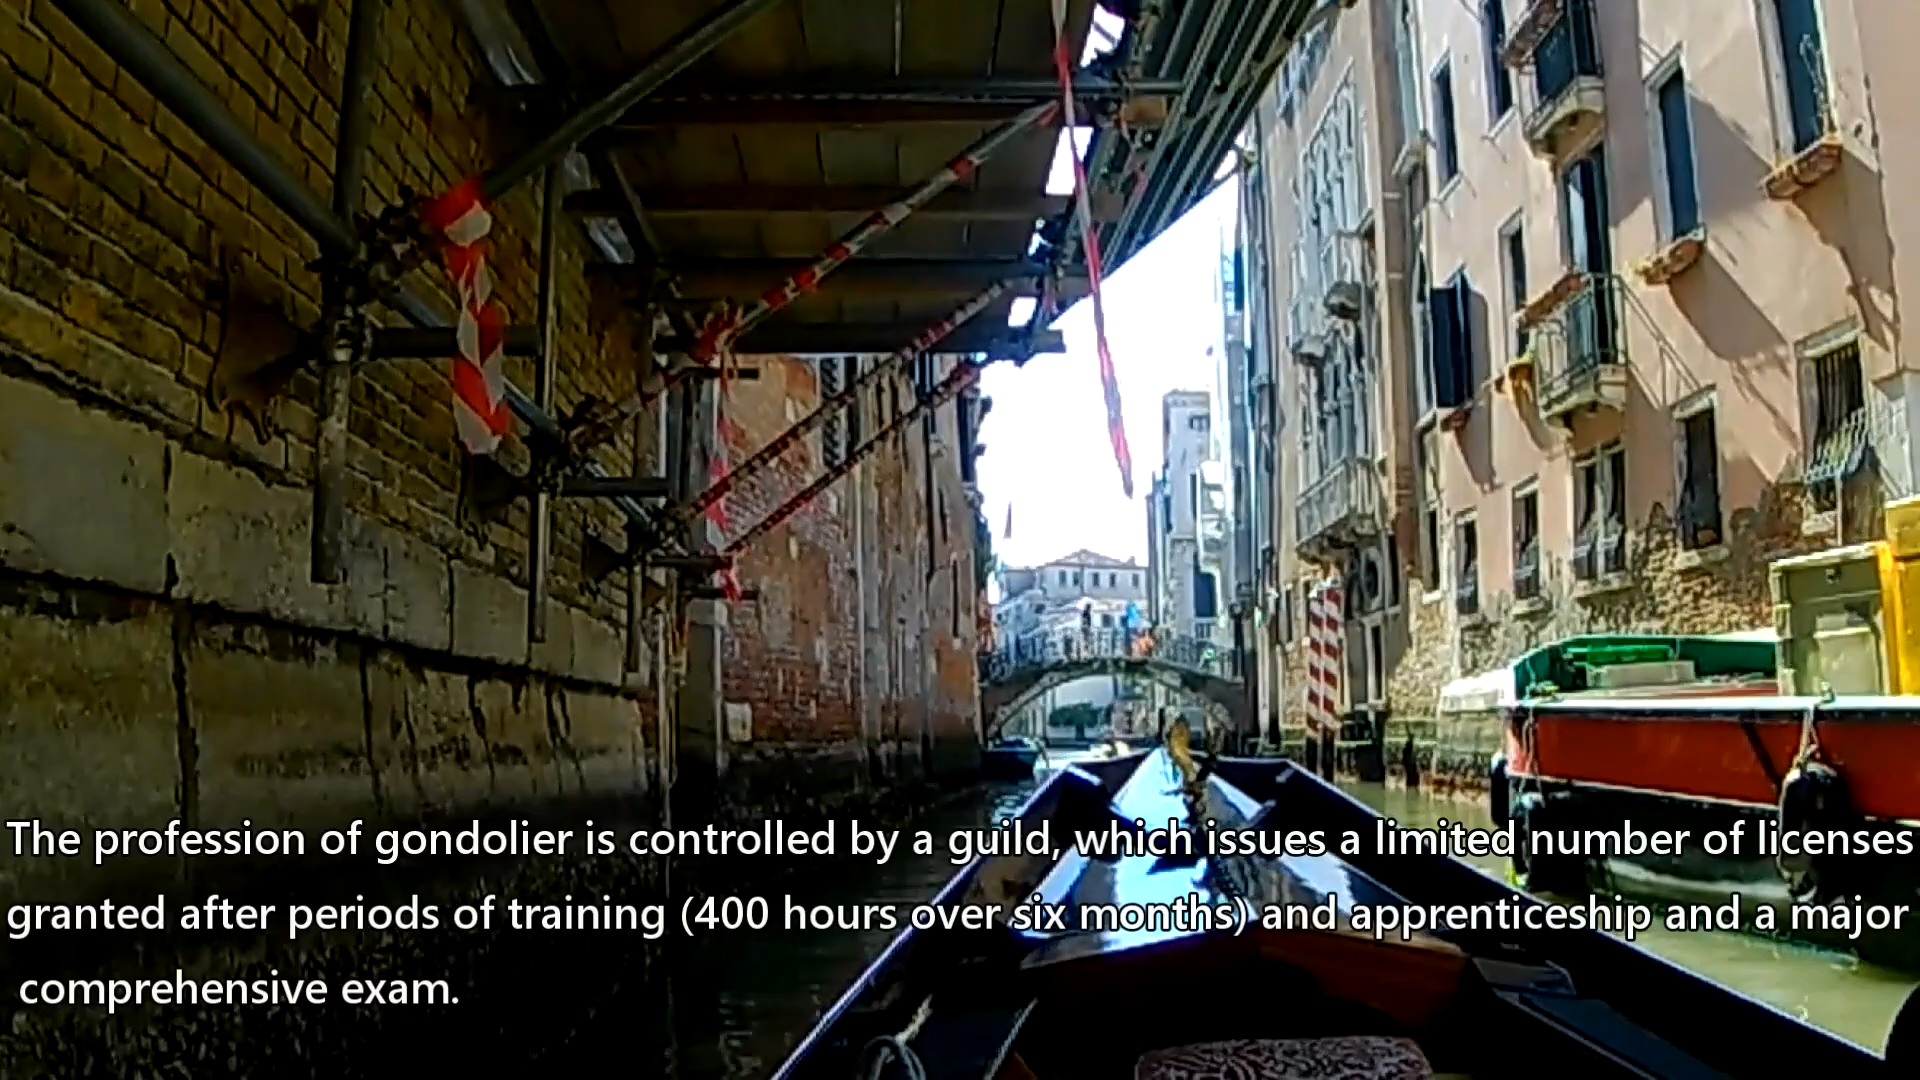 The profession of gondolier is controlled by a guild, which issues a limited number of licenses
granted after periods of training (400 hours over six months) and apprenticeship and a major
comprehensive exam.